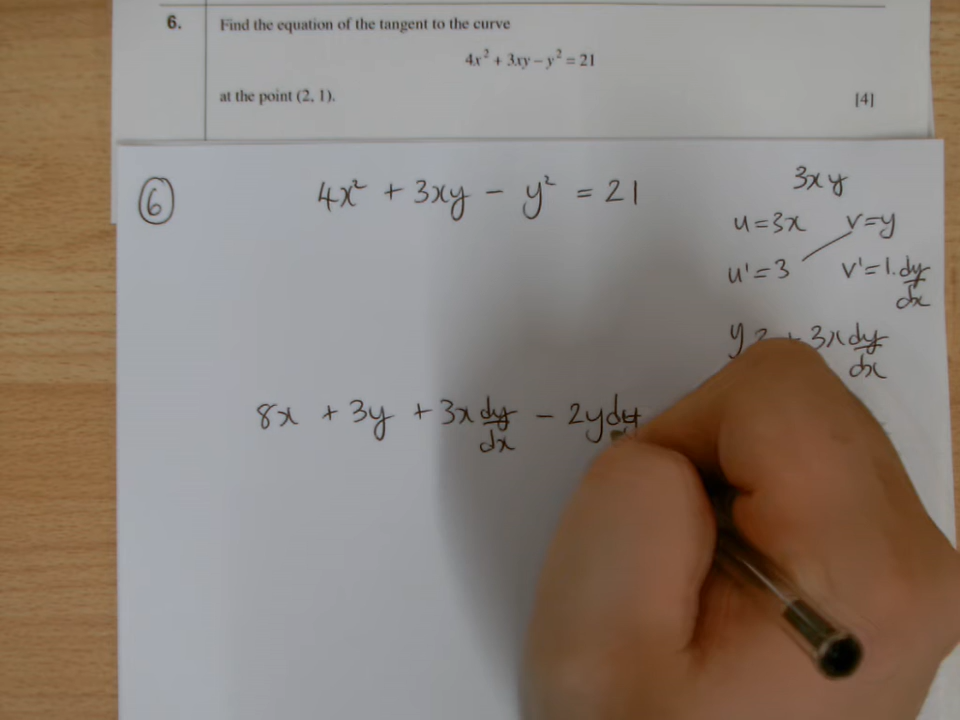 6. Find the equation of the tangent to the curve
4x² + 3xy – y² = 21
at the point (2, 1). [4]
6 4x² + 3xy - y² = 21
3xy
u=3x v=y
u'=3 v'=1.dy/dx
y + 3x dy/dx
8x + 3y + 3x dy/dx - 2y dy